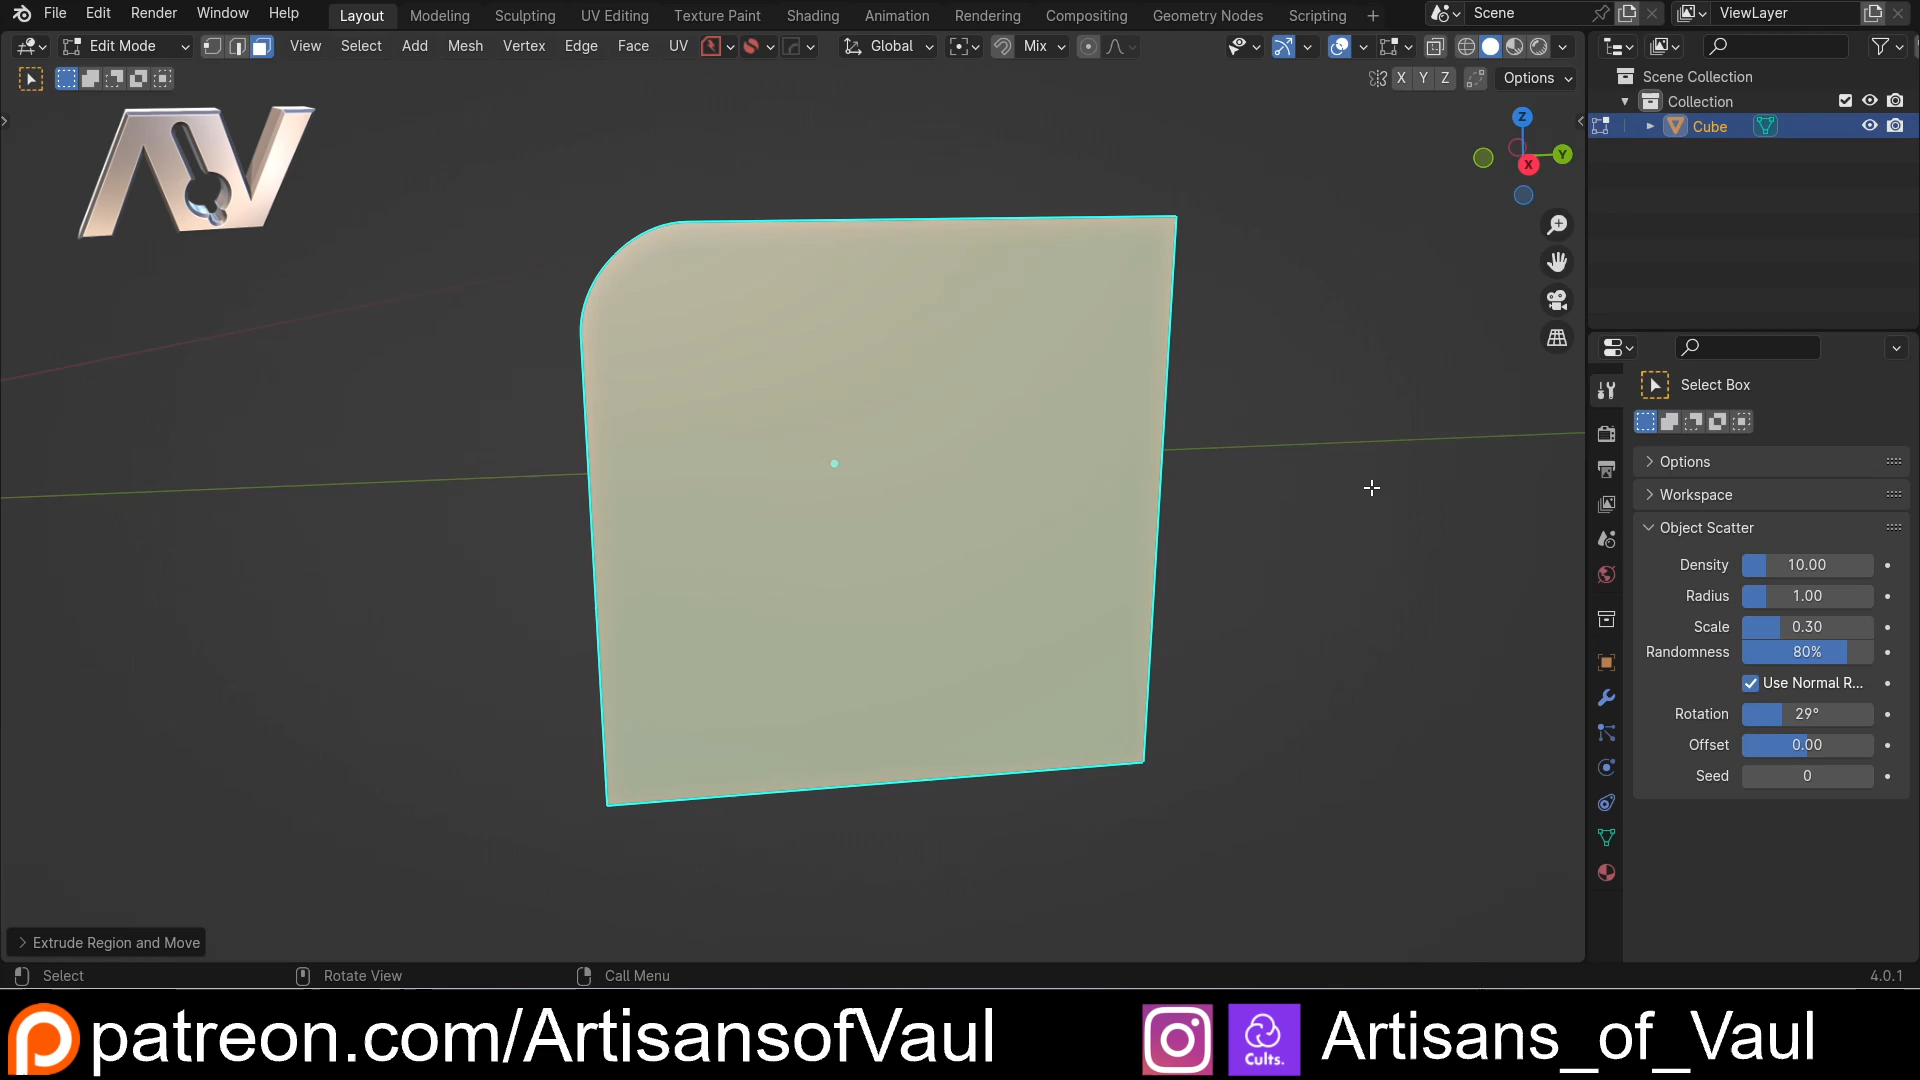 File Edit Render Window Help Layout Modeling Sculpting UV Editing Texture Paint Shading Animation Rendering Compositing Geometry Nodes Scripting + Scene ViewLayer
Edit Mode View Select Add Mesh Vertex Edge Face UV Global Mix
X Y Z Options
Scene Collection
Collection
Cube
AV
Z
Y
X
Select Box
Options
Workspace
Object Scatter
Density 10.00
Radius 1.00
Scale 0.30
Randomness 80%
Use Normal R...
Rotation 29°
Offset 0.00
Seed 0
Extrude Region and Move
Select Rotate View Call Menu 4.0.1
patreon.com/ArtisansofVaul Cults. Artisans_of_Vaul